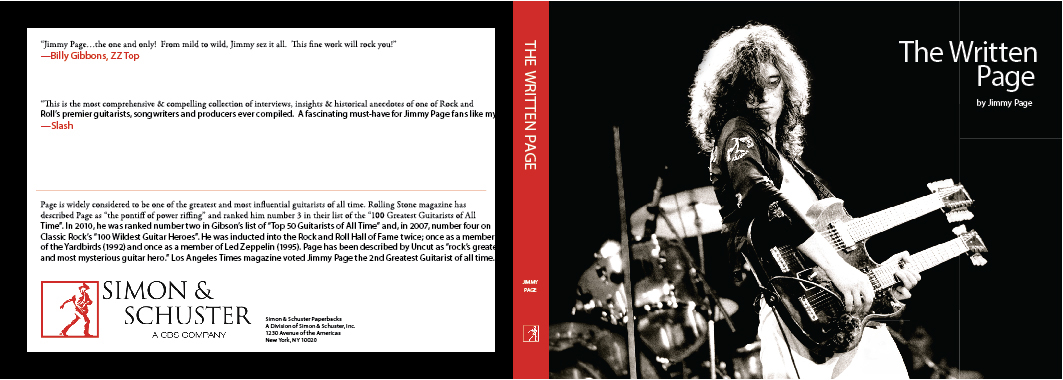 "Jimmy Page…the one and only!  From mild to wild, Jimmy sez it all.  This fine work will rock you!"
—Billy Gibbons, ZZ Top
"This is the most comprehensive & compelling collection of interviews, insights & historical anecdotes of one of Rock and
Roll's premier guitarists, songwriters and producers ever compiled.  A fascinating must-have for Jimmy Page fans like my
—Slash
Page is widely considered to be one of the greatest and most influential guitarists of all time. Rolling Stone magazine has
described Page as "the pontiff of power riffing" and ranked him number 3 in their list of the "100 Greatest Guitarists of All
Time". In 2010, he was ranked number two in Gibson's list of "Top 50 Guitarists of All Time" and, in 2007, number four on
Classic Rock's "100 Wildest Guitar Heroes". He was inducted into the Rock and Roll Hall of Fame twice; once as a member
of the Yardbirds (1992) and once as a member of Led Zeppelin (1995). Page has been described by Uncut as "rock's greate
and most mysterious guitar hero." Los Angeles Times magazine voted Jimmy Page the 2nd Greatest Guitarist of all time.
SIMON &
SCHUSTER
A CBS COMPANY
Simon & Schuster Paperbacks
A Division of Simon & Schuster, Inc.
1230 Avenue of the Americas
New York, NY 10020
THE WRITTEN PAGE
JIMMY
PAGE
The Written
Page
by Jimmy Page